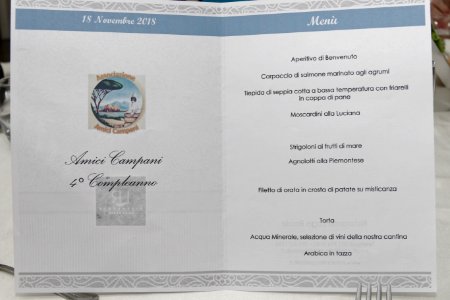 18 Novembre 2018
Associazione
Amici Campani
Amici Campani
4° Compleanno
Menù
Aperitivo di Benvenuto
Carpaccio di salmone marinato agli agrumi
Tiepido di seppia cotta a bassa temperatura con friarelli
in coppa di pane
Moscardini alla Luciana
Strigoloni ai frutti di mare
Agnolotti alla Piemontese
Filetto di orata in crosta di patate su misticanza
Torta
Acqua Minerale, selezione di vini della nostra cantina
Arabica in tazza